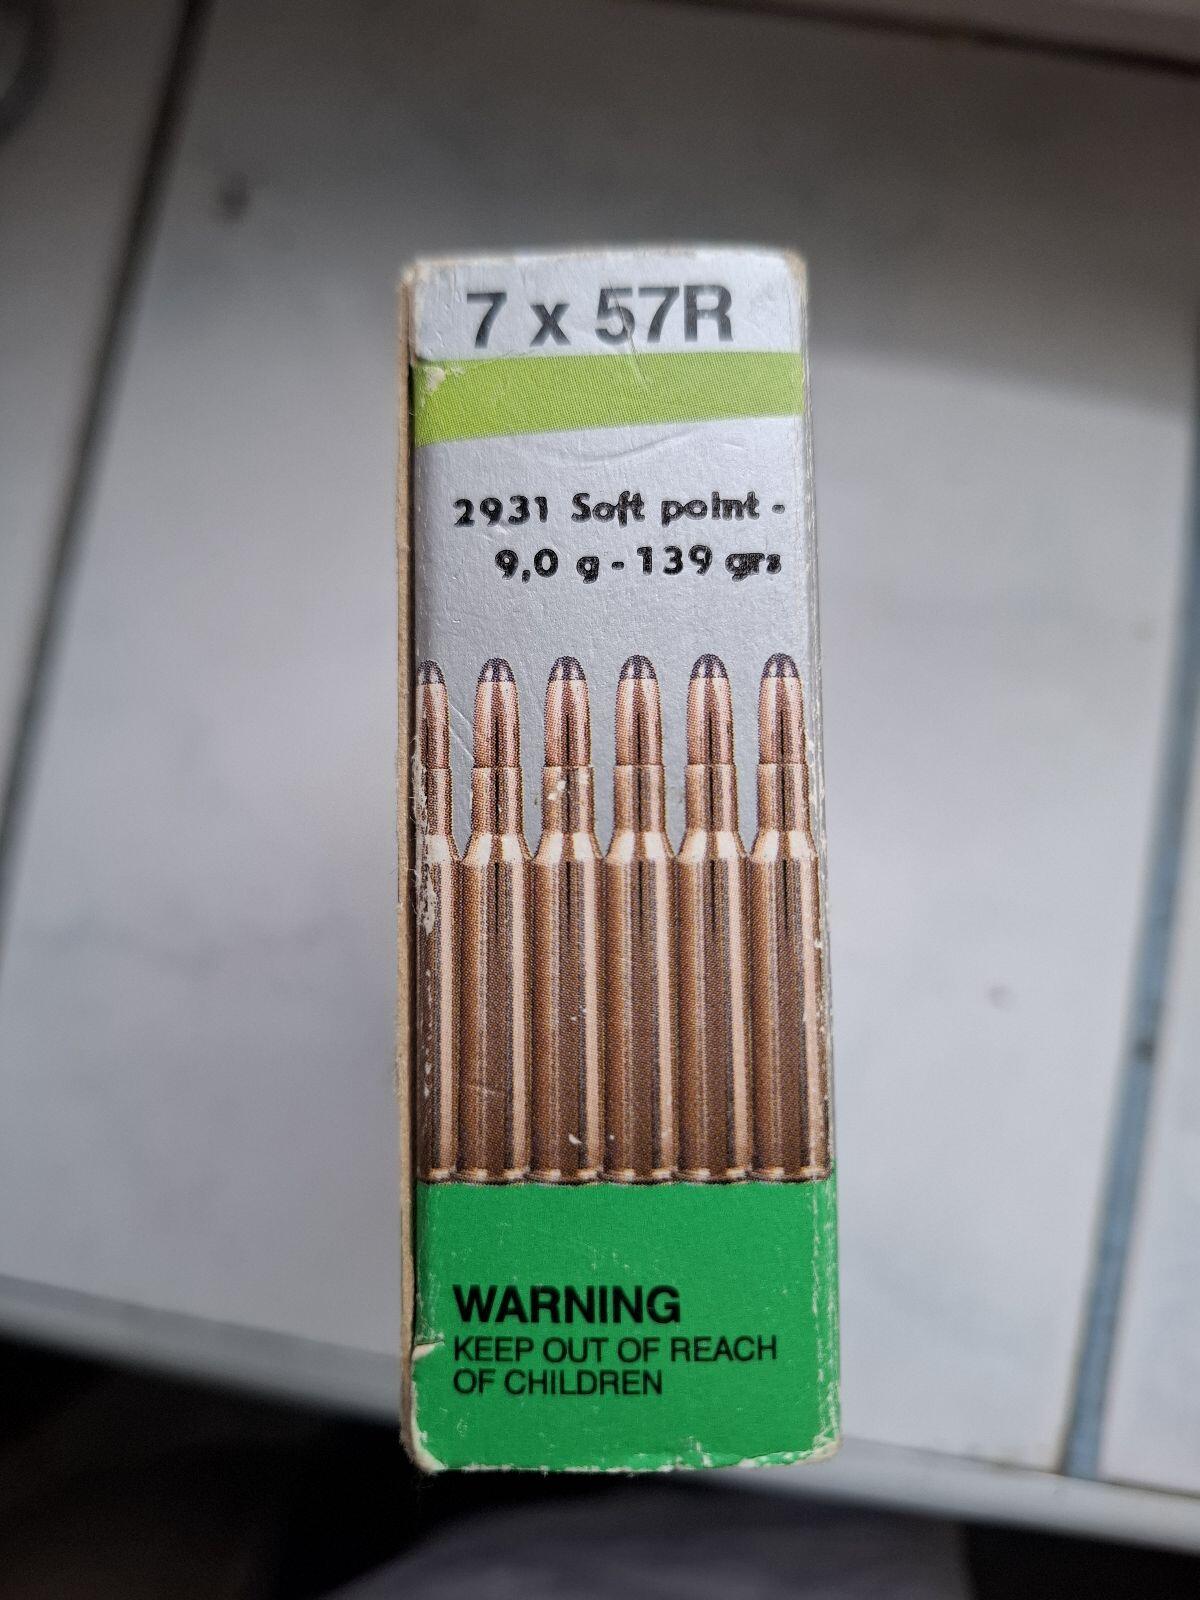 7 x 57R
2931 Soft point -
9,0 g - 139 grs
WARNING
KEEP OUT OF REACH
OF CHILDREN